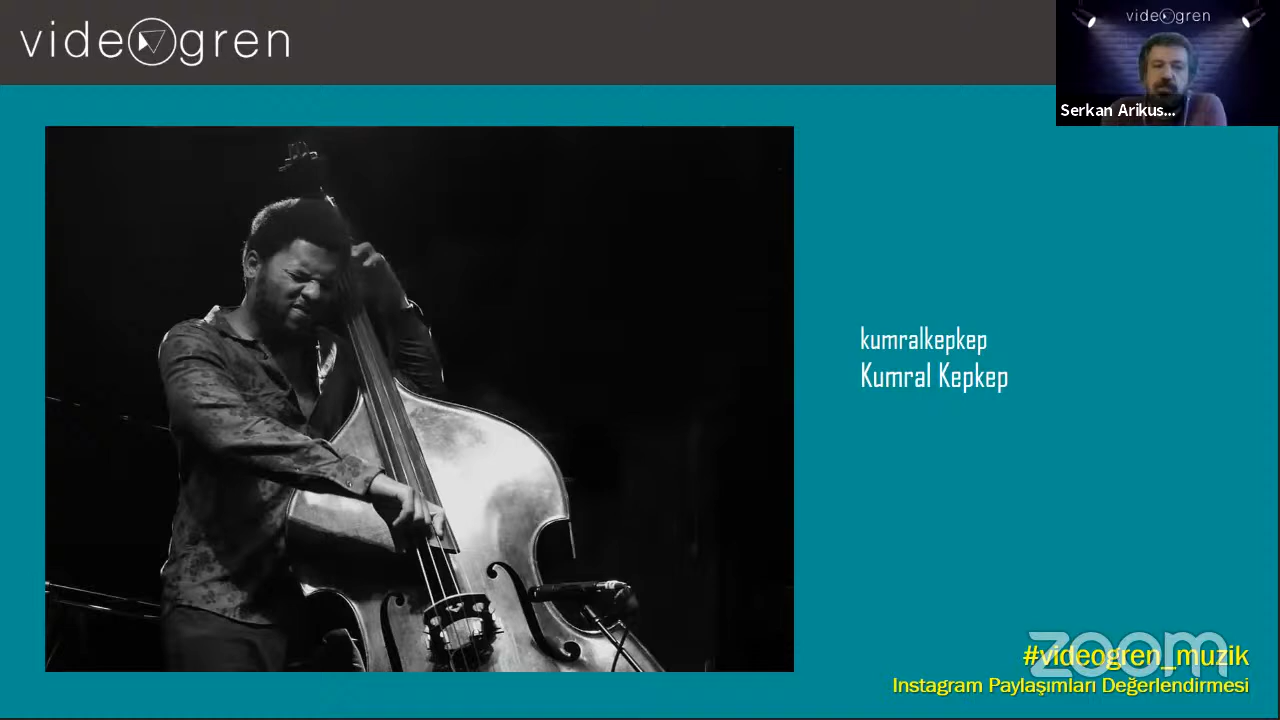 videogren
videogren
Serkan Arikus...
kumralkepkep
Kumral Kepkep
zoom
#videogren_muzik
Instagram Paylaşımları Değerlendirmesi